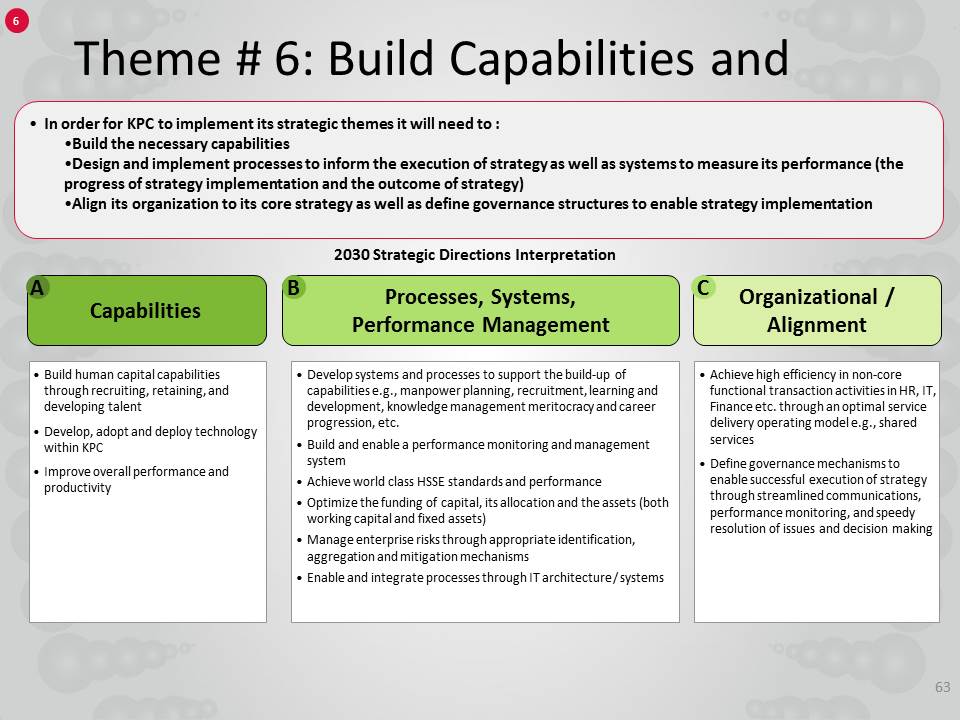 6
Theme # 6: Build Capabilities and
• In order for KPC to implement its strategic themes it will need to :
•Build the necessary capabilities
•Design and implement processes to inform the execution of strategy as well as systems to measure its performance (the
progress of strategy implementation and the outcome of strategy)
•Align its organization to its core strategy as well as define governance structures to enable strategy implementation
2030 Strategic Directions Interpretation
A
Capabilities
• Build human capital capabilities
through recruiting, retaining, and
developing talent
• Develop, adopt and deploy technology
within KPC
• Improve overall performance and
productivity
B
Processes, Systems,
Performance Management
• Develop systems and processes to support the build-up of
capabilities e.g., manpower planning, recruitment, learning and
development, knowledge management meritocracy and career
progression, etc.
• Build and enable a performance monitoring and management
system
• Achieve world class HSSE standards and performance
• Optimize the funding of capital, its allocation and the assets (both
working capital and fixed assets)
• Manage enterprise risks through appropriate identification,
aggregation and mitigation mechanisms
• Enable and integrate processes through IT architecture/ systems
C
Organizational /
Alignment
• Achieve high efficiency in non-core
functional transaction activities in HR, IT,
Finance etc. through an optimal service
delivery operating model e.g., shared
services
• Define governance mechanisms to
enable successful execution of strategy
through streamlined communications,
performance monitoring, and speedy
resolution of issues and decision making
63